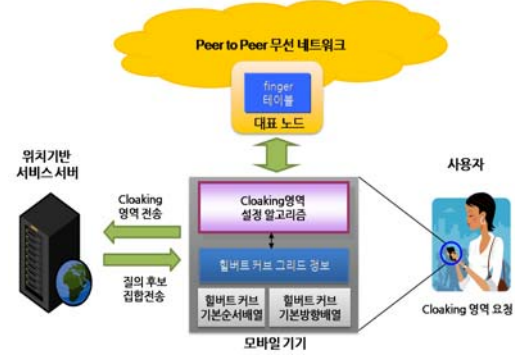 Peer to Peer 무선 네트워크
finger
테이블
대표 노드
위치기반
서비스 서버
사용자
Cloaking
영역 전송
Cloaking영역
설정 알고리즘
힐버트 커브 그리드 정보
질의 후보
집합전송
힐버트 커브
기본순서배열
힐버트 커브
기본방향배열
Cloaking 영역 요청
모바일 기기